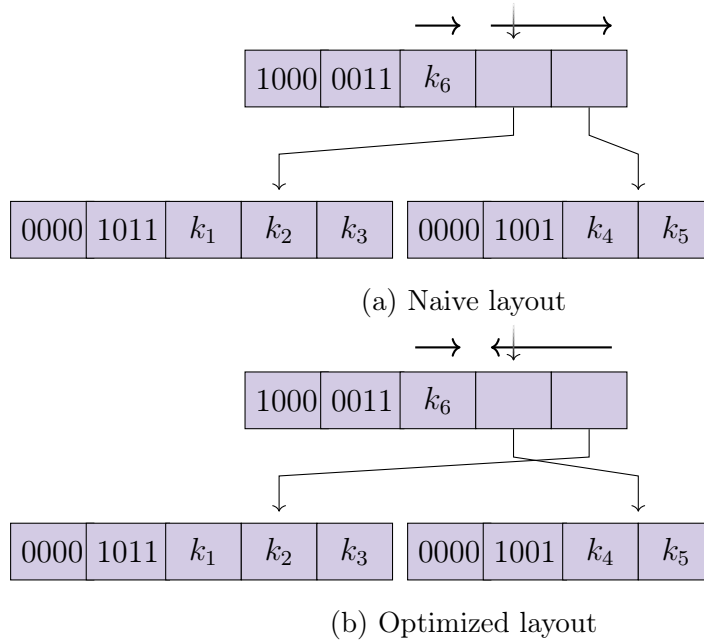 1000 0011 k₆
0000 1011 k₁ k₂ k₃ 0000 1001 k₄ k₅
(a) Naive layout
1000 0011 k₆
0000 1011 k₁ k₂ k₃ 0000 1001 k₄ k₅
(b) Optimized layout